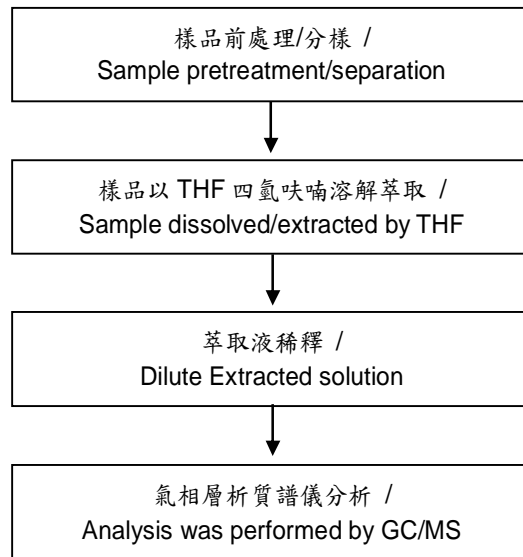 樣品前處理/分樣 /
Sample pretreatment/separation
樣品以 THF 四氫呋喃溶解萃取 /
Sample dissolved/extracted by THF
萃取液稀釋 /
Dilute Extracted solution
氣相層析質譜儀分析 /
Analysis was performed by GC/MS